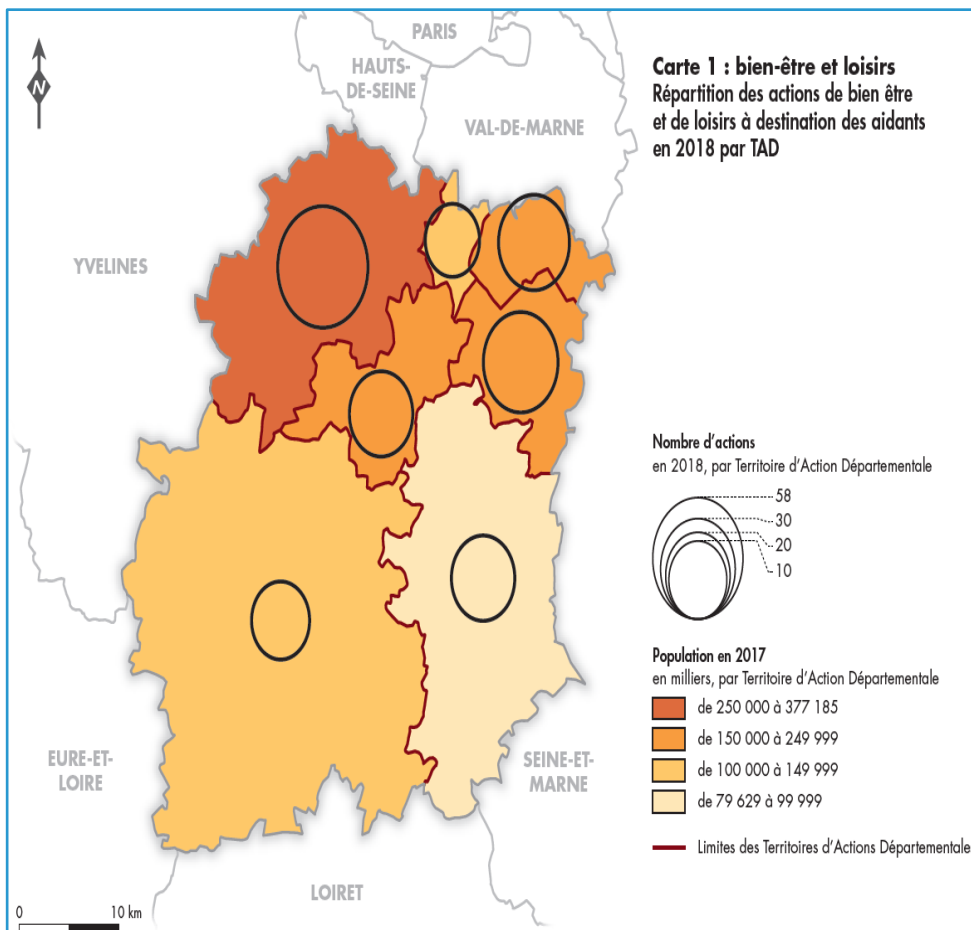 PARIS
HAUTS-
DE-SEINE
VAL-DE-MARNE
N
Carte 1 : bien-être et loisirs
Répartition des actions de bien être
et de loisirs à destination des aidants
en 2018 par TAD
YVELINES
Nombre d'actions
en 2018, par Territoire d'Action Départementale
58
30
20
10
Population en 2017
en milliers, par Territoire d'Action Départementale
de 250 000 à 377 185
de 150 000 à 249 999
de 100 000 à 149 999
de 79 629 à 99 999
Limites des Territoires d'Actions Départementale
EURE-ET-
LOIRE
SEINE-ET-
MARNE
LOIRET
0 10 km